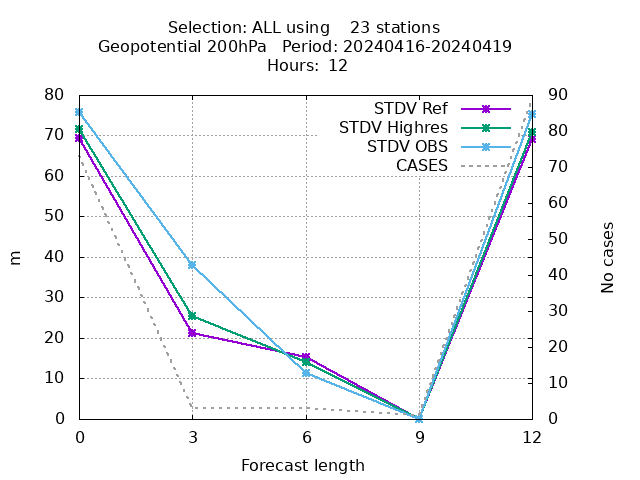 Selection: ALL using    23 stations
Geopotential 200hPa   Period: 20240416-20240419
Hours:  12
80
70
60
50
40
30
20
10
0
m
STDV Ref
STDV Highres
STDV OBS
CASES
90
80
70
60
50
40
30
20
10
0
No cases
0
3
6
9
12
Forecast length